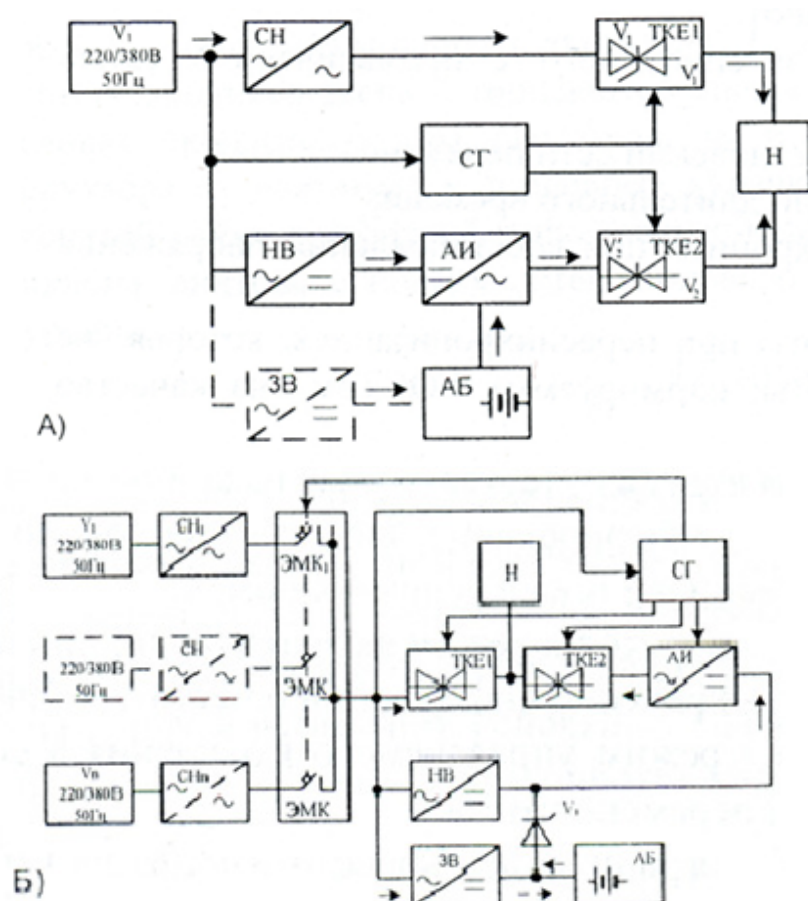 V₁
220/380В
50Гц
СН
V₁ ТКЕ1
V₁'
СГ
Н
НВ
АИ
V₂' ТКЕ2
V₂
ЗВ
АБ
А)
V₁
220/380В
50Гц
СН₁
ЭМК₁
Н
СГ
220/380В
50Гц
СН
ЭМК
ТКЕ1
ТКЕ2
АИ
Vn
220/380В
50Гц
СНn
ЭМК
НВ
ЗВ
АБ
Б)